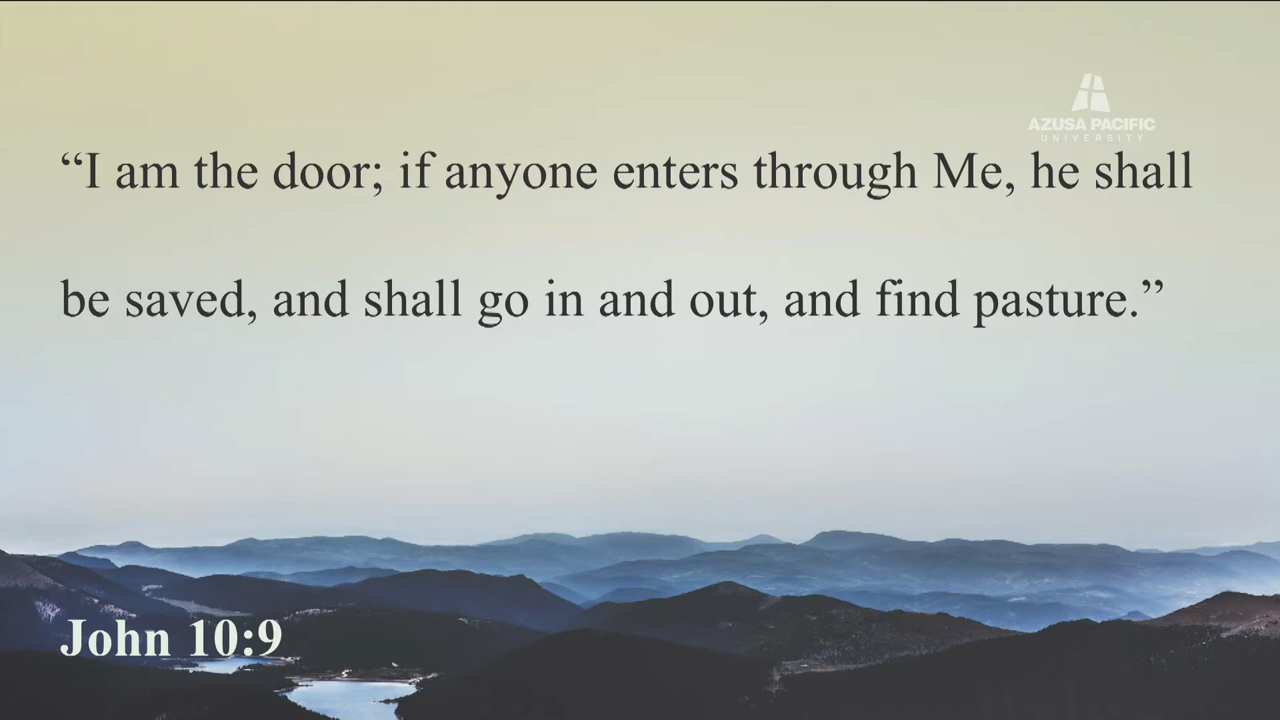 AZUSA PACIFIC
UNIVERSITY
“I am the door; if anyone enters through Me, he shall
be saved, and shall go in and out, and find pasture.”
John 10:9